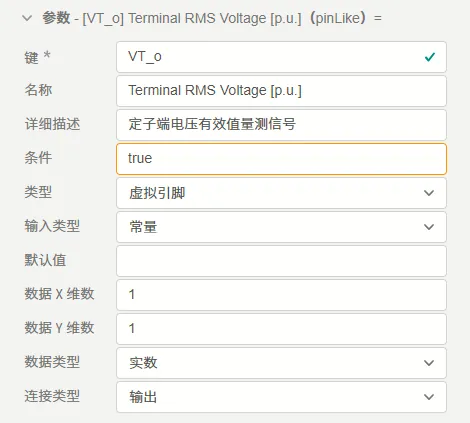 参数 - [VT_o] Terminal RMS Voltage [p.u.]（pinLike）=
键 * VT_o
名称 Terminal RMS Voltage [p.u.]
详细描述 定子端电压有效值量测信号
条件 true
类型 虚拟引脚
输入类型 常量
默认值
数据 X 维数 1
数据 Y 维数 1
数据类型 实数
连接类型 输出